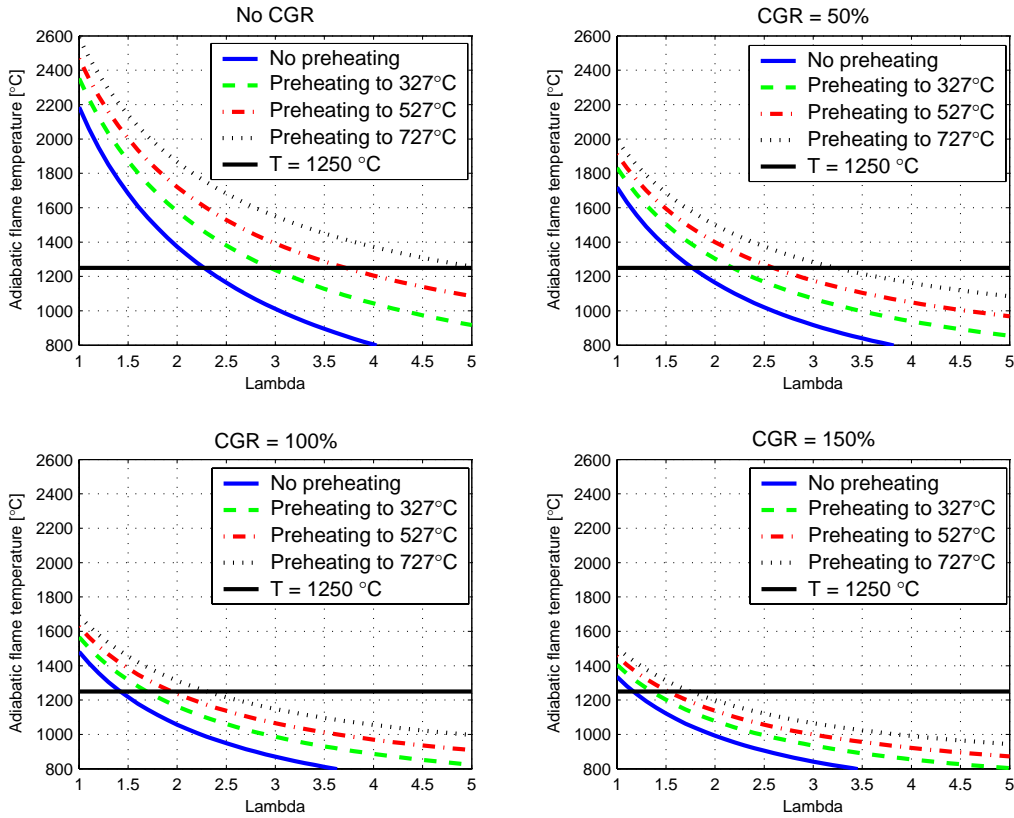 No CGR
Adiabatic flame temperature [°C]
2600
2400
2200
2000
1800
1600
1400
1200
1000
800
No preheating
Preheating to 327°C
Preheating to 527°C
Preheating to 727°C
T = 1250 °C
1 1.5 2 2.5 3 3.5 4 4.5 5
Lambda
CGR = 50%
Adiabatic flame temperature [°C]
2600
2400
2200
2000
1800
1600
1400
1200
1000
800
No preheating
Preheating to 327°C
Preheating to 527°C
Preheating to 727°C
T = 1250 °C
1 1.5 2 2.5 3 3.5 4 4.5 5
Lambda
CGR = 100%
Adiabatic flame temperature [°C]
2600
2400
2200
2000
1800
1600
1400
1200
1000
800
No preheating
Preheating to 327°C
Preheating to 527°C
Preheating to 727°C
T = 1250 °C
1 1.5 2 2.5 3 3.5 4 4.5 5
Lambda
CGR = 150%
Adiabatic flame temperature [°C]
2600
2400
2200
2000
1800
1600
1400
1200
1000
800
No preheating
Preheating to 327°C
Preheating to 527°C
Preheating to 727°C
T = 1250 °C
1 1.5 2 2.5 3 3.5 4 4.5 5
Lambda